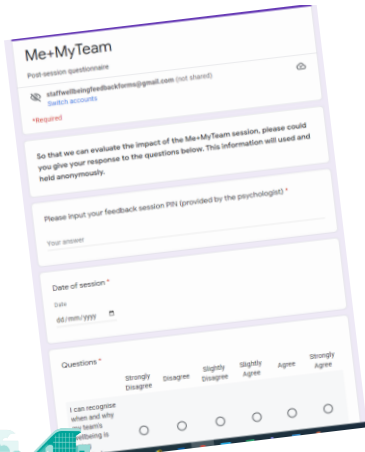 Me+MyTeam
Post-session questionnaire
staffwellbeingfeedbackforms@gmail.com (not shared)
Switch accounts
*Required
So that we can evaluate the impact of the Me+MyTeam session, please could
you give your response to the questions below. This information will used and
held anonymously.
Please input your feedback session PIN (provided by the psychologist) *
Your answer
Date of session *
Date
dd/mm/yyyy
Questions *
Strongly Disagree
Disagree
Slightly Disagree
Slightly Agree
Agree
Strongly Agree
I can recognise
when and why
my team's
wellbeing is